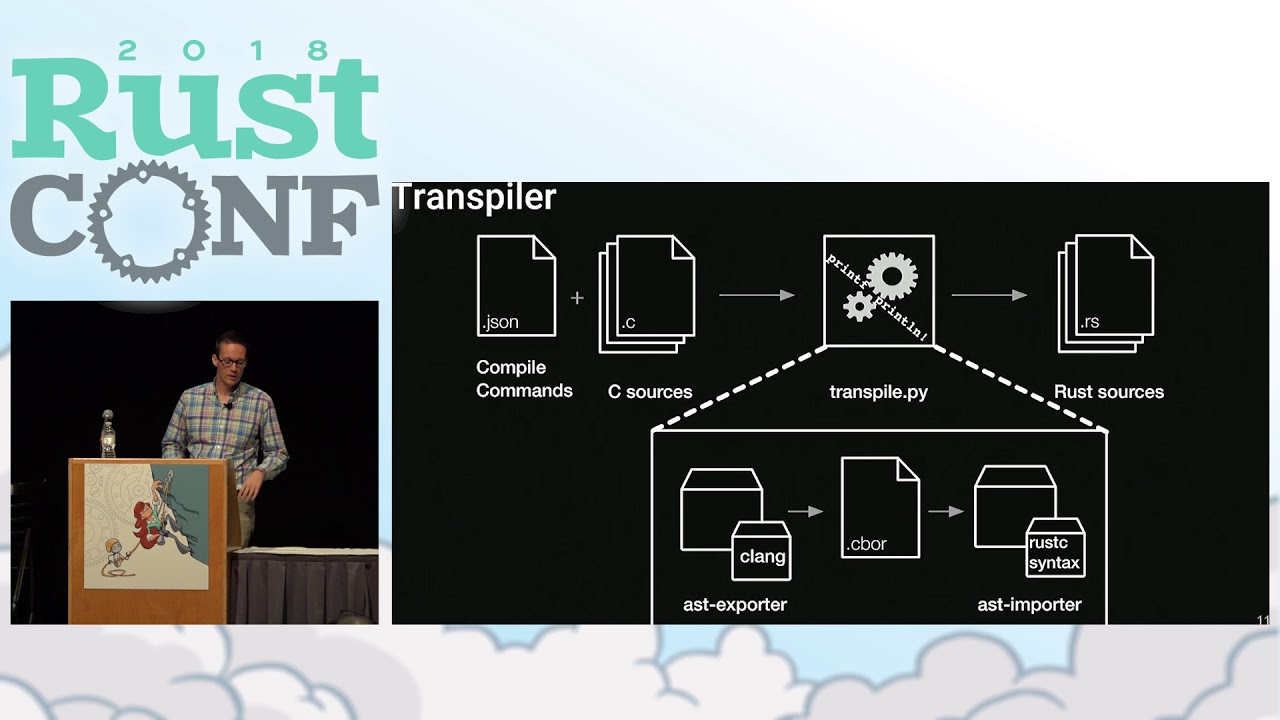 2018
Rust
CONF
Transpiler
.json
+
.c
printf
println!
.rs
Compile
Commands
C sources
transpile.py
Rust sources
clang
.cbor
rustc
syntax
ast-exporter
ast-importer
11